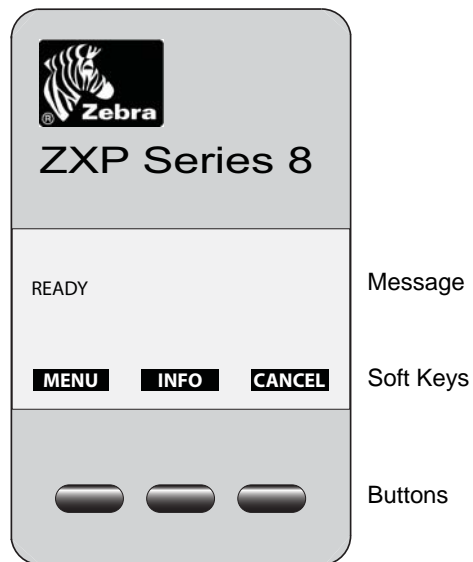 Zebra
®
ZXP Series 8
READY
Message
MENU INFO CANCEL
Soft Keys
Buttons